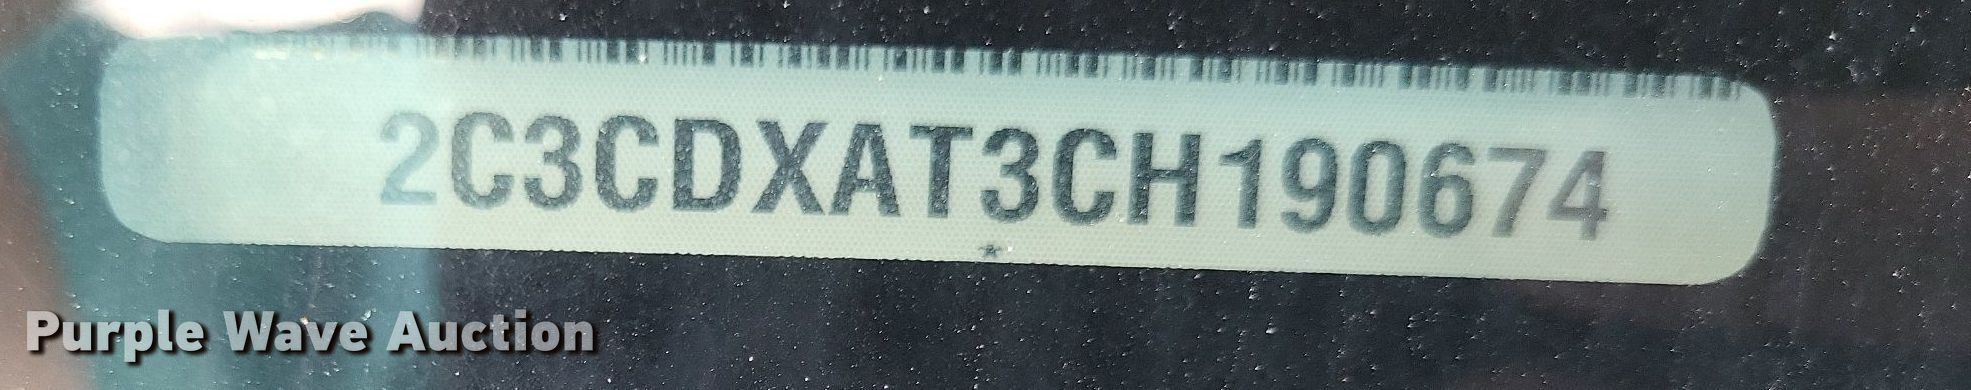 2C3CDXAT3CH190674
*
Purple Wave Auction